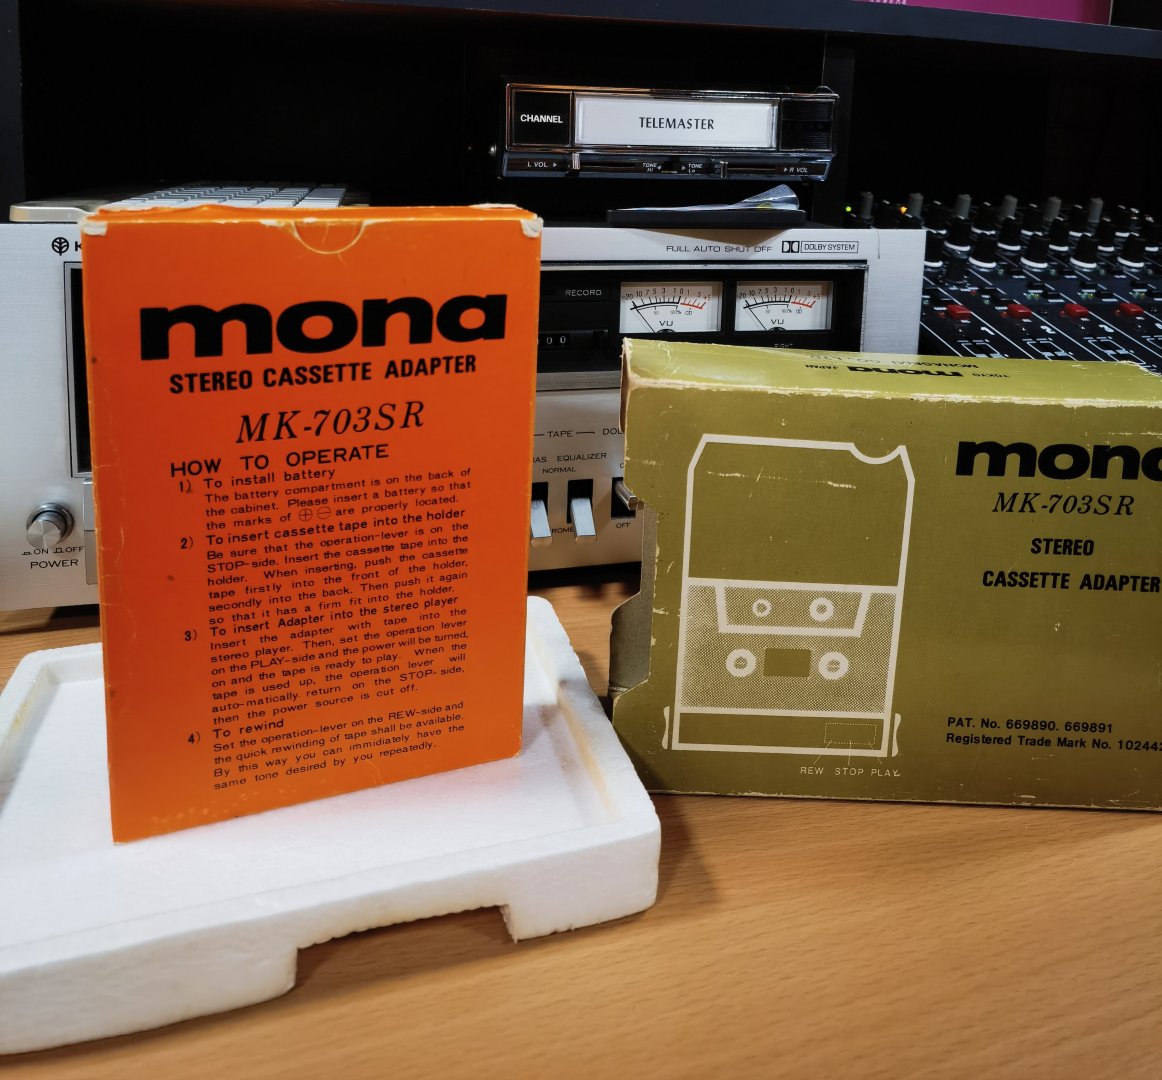 CHANNEL
TELEMASTER
L VOL
TONE
HI
TONE
Lo
R VOL
K
FULL AUTO SHUT OFF
DOLBY SYSTEM
RECORD
VU
VU
RIGHT
TAPE
EQUALIZER
NORMAL
OFF
ON
OFF
POWER
mona
STEREO CASSETTE ADAPTER
MK-703SR
HOW TO OPERATE
1) To install battery
The battery compartment is on the back of
the cabinet. Please insert a battery so that
the marks of ⊕ ⊖ are properly located.
2) To insert cassette tape into the holder
Be sure that the operation-lever is on the
STOP-side. Insert the cassette tape into the
holder. When inserting, push the cassette
tape firstly into the front of the holder,
secondly into the back. Then push it again
so that it has a firm fit into the holder.
3) To insert Adapter into the stereo player
Insert the adapter with tape into the
stereo player. Then, set the operation lever
on the PLAY-side and the power will be turned,
on and the tape is ready to play. When the
tape is used up, the operation lever will
auto-matically return on the STOP-side,
then the power source is cut off.
4) To rewind
Set the operation-lever on the REW-side and
the quick rewinding of tape shall be available.
By this way you can immidiately have the
same tone desired by you repeatedly.
mona
TOKYO
JAPAN
mona
MK-703SR
STEREO
CASSETTE ADAPTER
PAT. No. 669890. 669891
Registered Trade Mark No. 102442
REW STOP PLAY